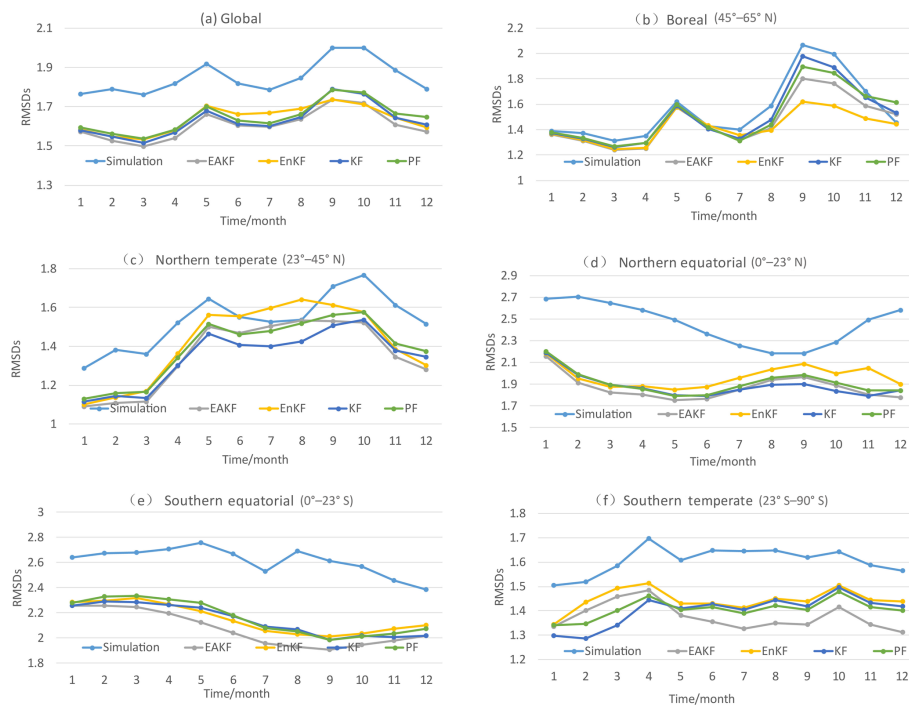 (a) Global
2.1
1.9
1.7
1.5
1.3
RMSDs
Simulation EAKF EnKF KF PF
1 2 3 4 5 6 7 8 9 10 11 12
Time/month
(b) Boreal (45°–65° N)
2.2
2
1.8
1.6
1.4
1.2
1
RMSDs
Simulation EAKF EnKF KF PF
1 2 3 4 5 6 7 8 9 10 11 12
Time/month
(c) Northern temperate (23°–45° N)
1.8
1.6
1.4
1.2
1
RMSDs
Simulation EAKF EnKF KF PF
1 2 3 4 5 6 7 8 9 10 11 12
Time/month
(d) Northern equatorial (0°–23° N)
2.9
2.7
2.5
2.3
2.1
1.9
1.7
1.5
RMSDs
Simulation EAKF EnKF KF PF
1 2 3 4 5 6 7 8 9 10 11 12
Time/month
(e) Southern equatorial (0°–23° S)
3
2.8
2.6
2.4
2.2
2
1.8
RMSDs
Simulation EAKF EnKF KF PF
1 2 3 4 5 6 7 8 9 10 11 12
Time/month
(f) Southern temperate (23° S–90° S)
1.8
1.7
1.6
1.5
1.4
1.3
1.2
RMSDs
Simulation EAKF EnKF KF PF
1 2 3 4 5 6 7 8 9 10 11 12
Time/month